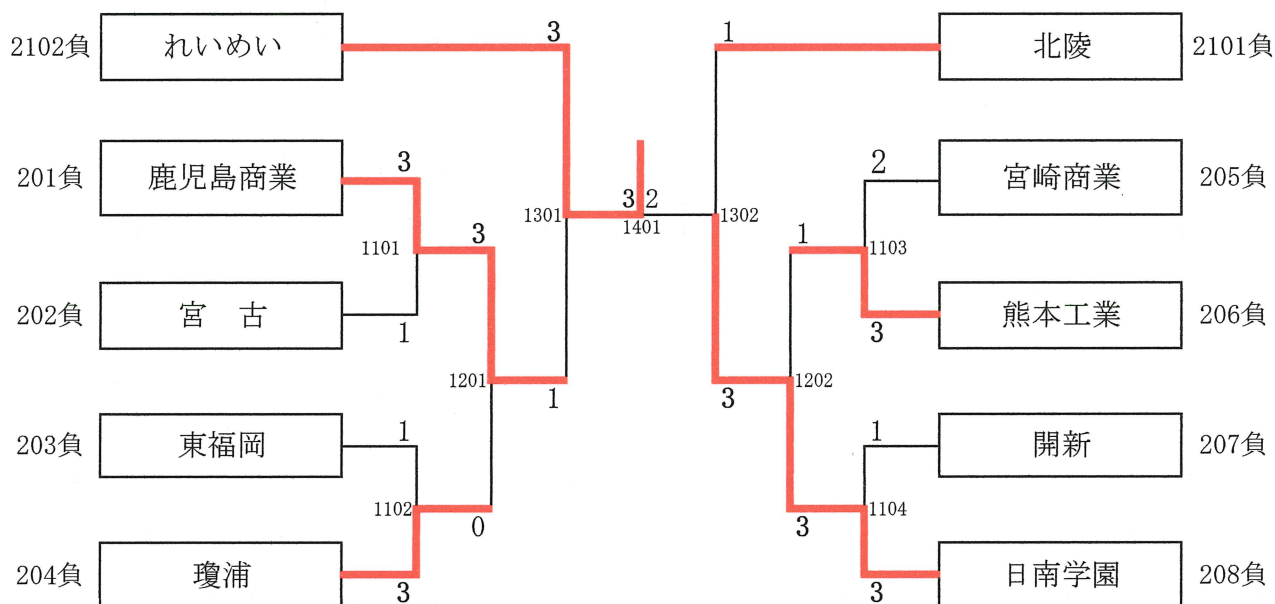 2102負 れいめい 3 1 北陵 2101負
201負 鹿児島商業 3 2 宮崎商業 205負
1301 3 2 1302
1401
1101 3 1 1103
202負 宮　古 1 3 熊本工業 206負
1201 1 3 1202
203負 東福岡 1 1 開新 207負
1102 0 3 1104
204負 瓊浦 3 3 日南学園 208負